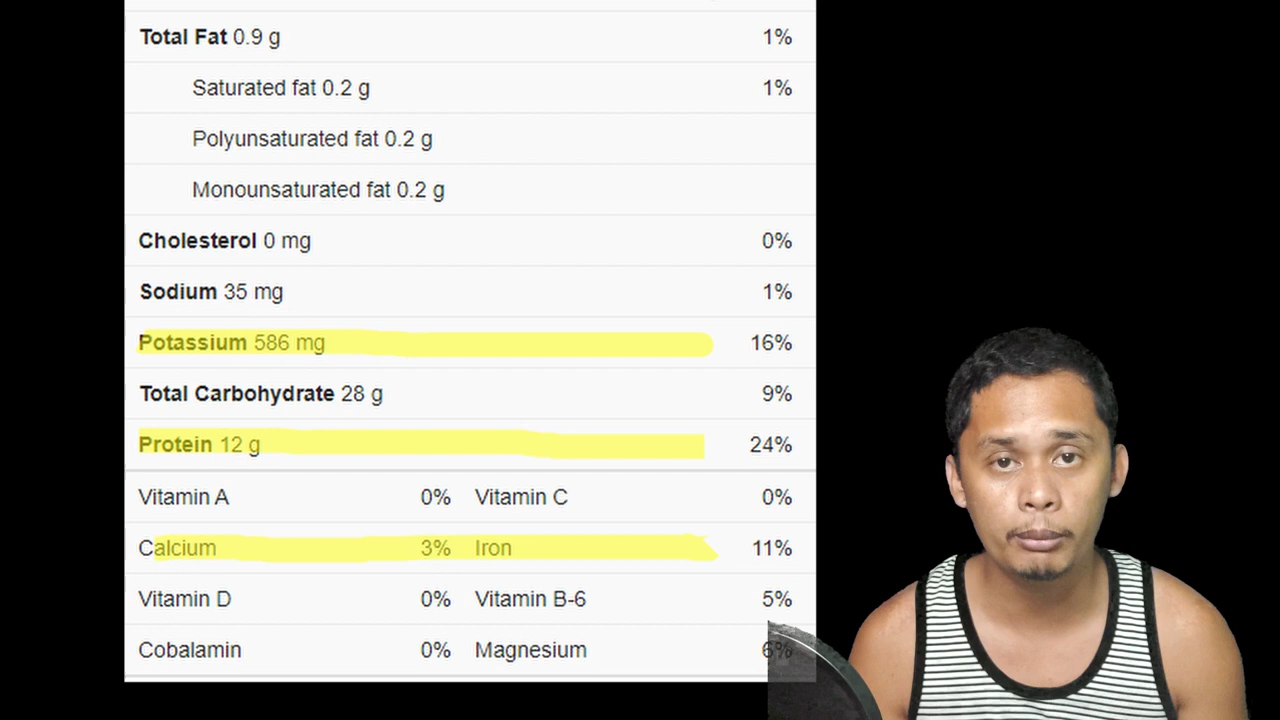 Total Fat 0.9 g 1%
Saturated fat 0.2 g 1%
Polyunsaturated fat 0.2 g
Monounsaturated fat 0.2 g
Cholesterol 0 mg 0%
Sodium 35 mg 1%
Potassium 586 mg 16%
Total Carbohydrate 28 g 9%
Protein 12 g 24%
Vitamin A 0% Vitamin C 0%
Calcium 3% Iron 11%
Vitamin D 0% Vitamin B-6 5%
Cobalamin 0% Magnesium 6%